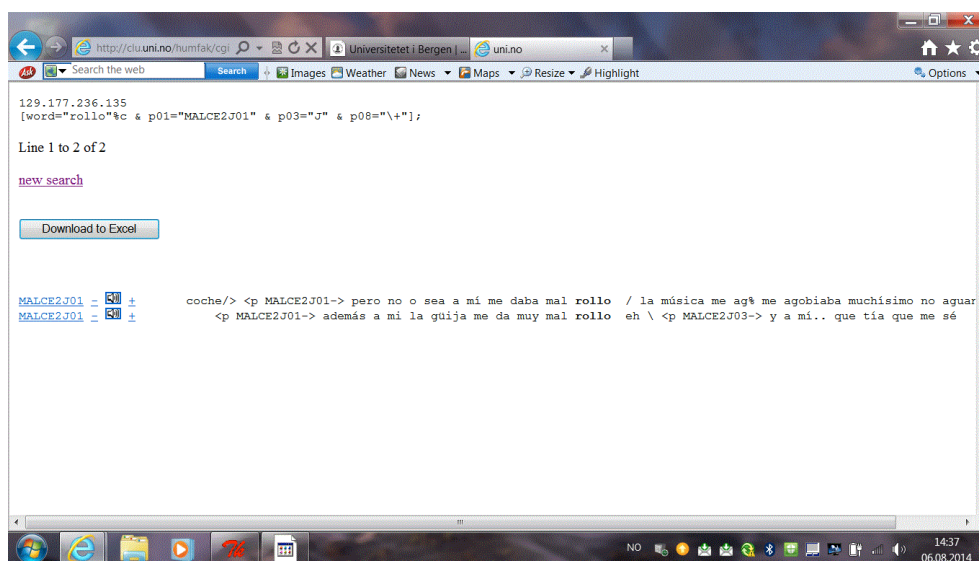 http://clu.uni.no/humfak/cgi
Universitetet i Bergen | ...
uni.no
Ask
Search the web
Search
Images
Weather
News
Maps
Resize
Highlight
Options
129.177.236.135
[word="rollo"%c & p01="MALCE2J01" & p03="J" & p08="\+"];
Line 1 to 2 of 2
new search
Download to Excel
MALCE2J01 - + coche/> <p MALCE2J01-> pero no o sea a mí me daba mal rollo / la música me ag% me agobiaba muchísimo no aguan
MALCE2J01 - + <p MALCE2J01-> además a mi la güija me da muy mal rollo eh \ <p MALCE2J03-> y a mí.. que tía que me sé
NO
14:37
06.08.2014